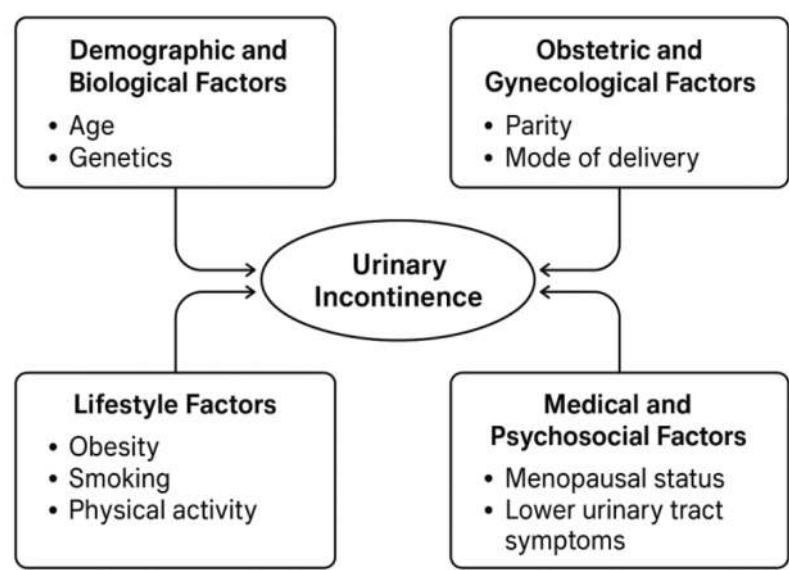 Demographic and
Biological Factors
• Age
• Genetics
Obstetric and
Gynecological Factors
• Parity
• Mode of delivery
Urinary
Incontinence
Lifestyle Factors
• Obesity
• Smoking
• Physical activity
Medical and
Psychosocial Factors
• Menopausal status
• Lower urinary tract
symptoms